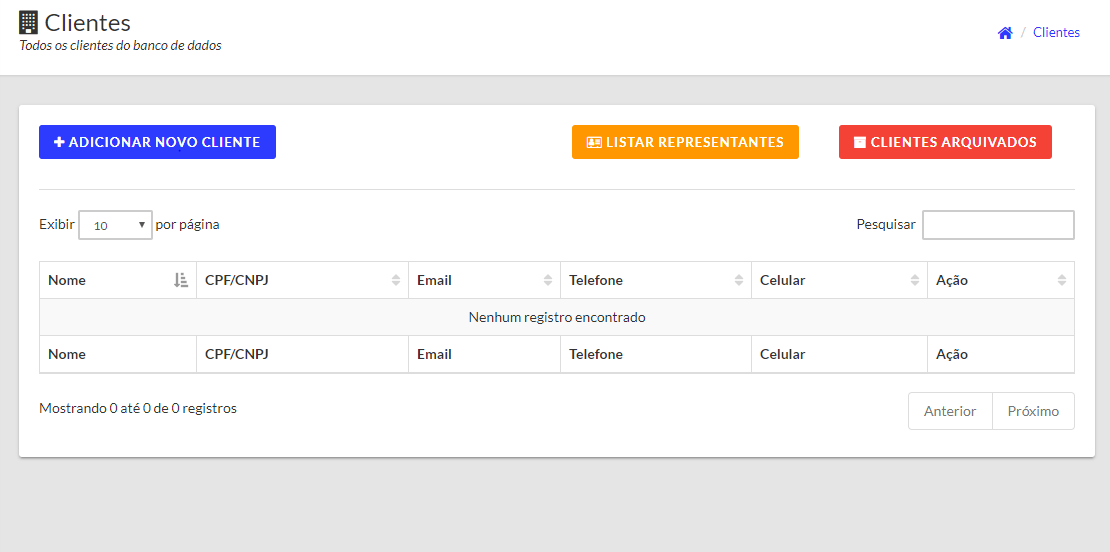 Clientes
Todos os clientes do banco de dados
/ Clientes
ADICIONAR NOVO CLIENTE
LISTAR REPRESENTANTES
CLIENTES ARQUIVADOS
Exibir 10 por página
Pesquisar
Nome CPF/CNPJ Email Telefone Celular Ação
Nenhum registro encontrado
Nome CPF/CNPJ Email Telefone Celular Ação
Mostrando 0 até 0 de 0 registros
Anterior Próximo